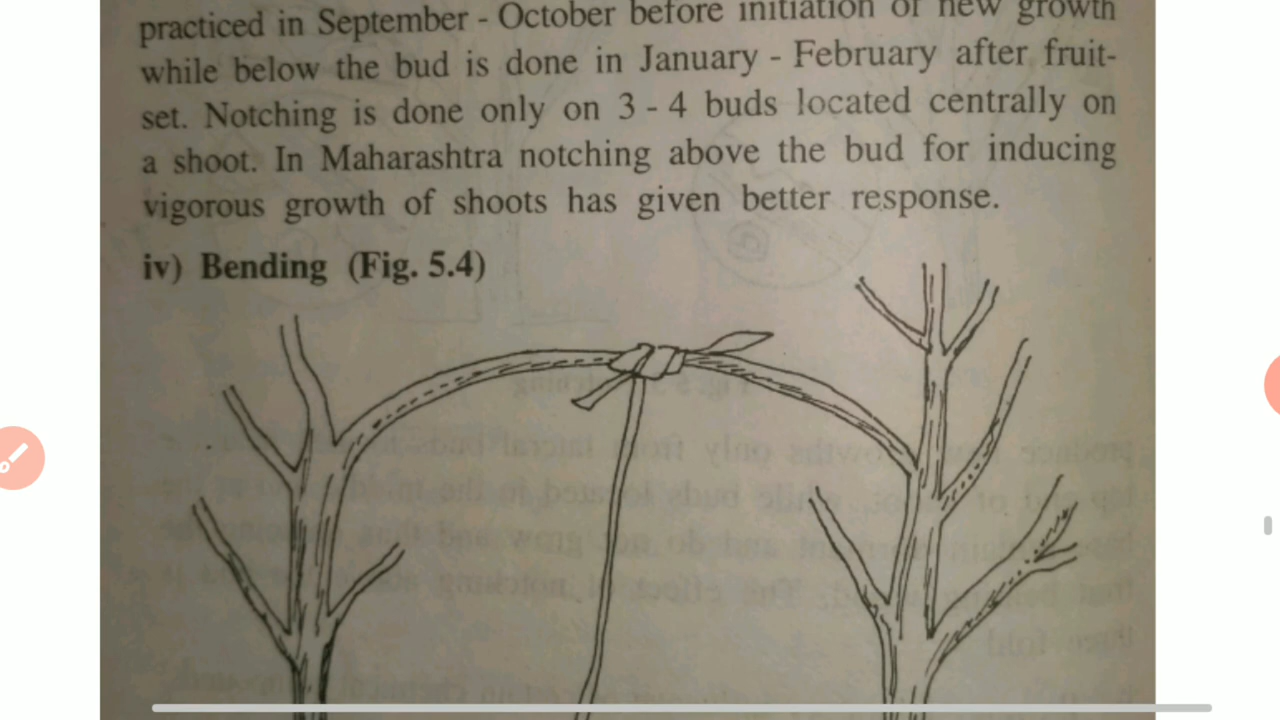 practiced in September - October before initiation of new growth
while below the bud is done in January - February after fruit-
set. Notching is done only on 3 - 4 buds located centrally on
a shoot. In Maharashtra notching above the bud for inducing
vigorous growth of shoots has given better response.
iv) Bending (Fig. 5.4)